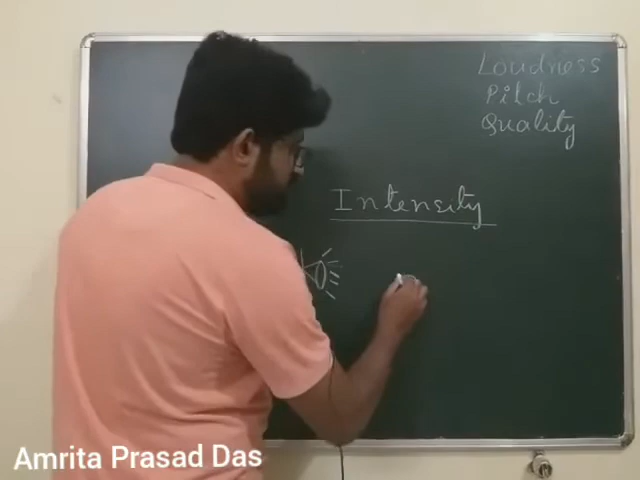 Loudness
Pitch
Quality
Intensity
Amrita Prasad Das